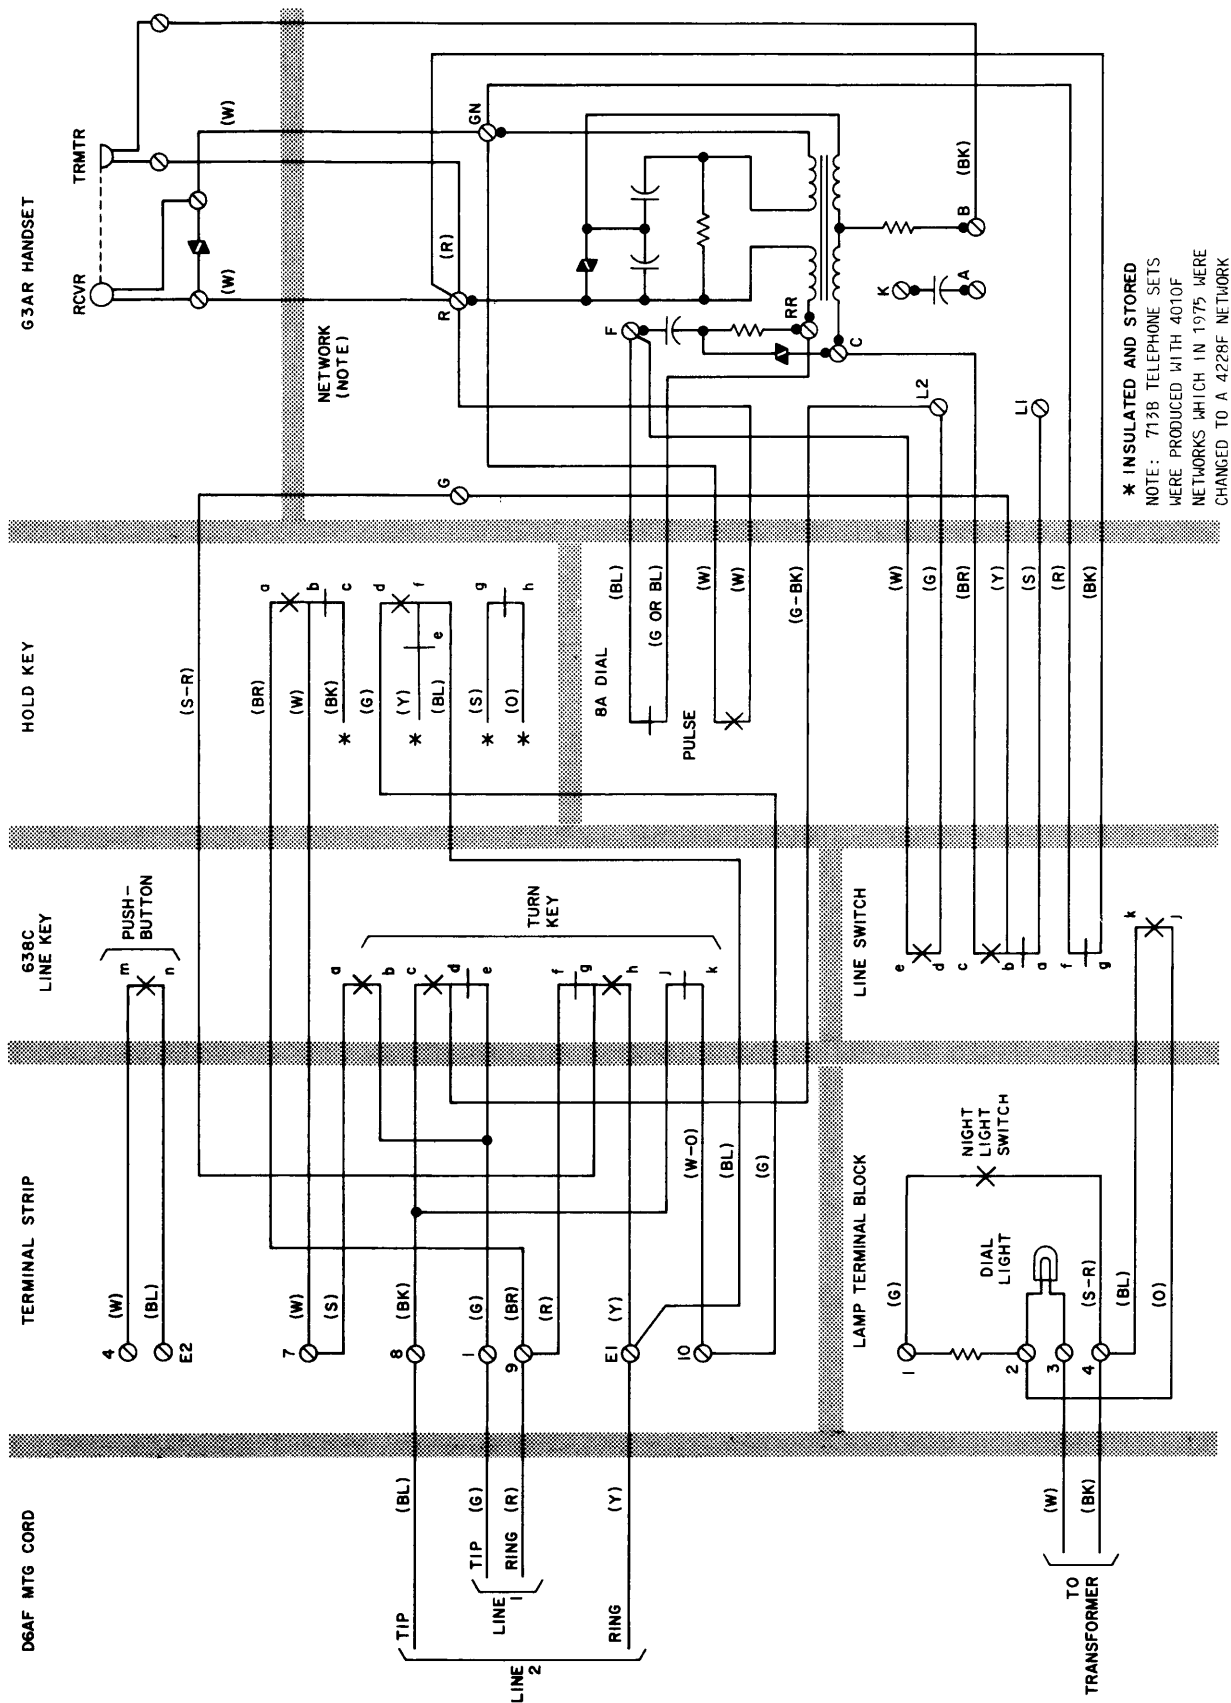 D6AF MTG CORD
TERMINAL STRIP
638C
LINE KEY
HOLD KEY
G3AR HANDSET
RCVR
TRMTR
(W)
(W)
NETWORK
(NOTE)
(R)
R
GN
G
F
RR
C
K
A
B
(BK)
L2
L1
4
(W)
(BL)
E2
m
n
PUSH-
BUTTON
(S-R)
7
(W)
(S)
8
(BK)
1
(G)
9
(BR)
(R)
E1
(Y)
10
(W-O)
(BL)
(G)
a
b
c
d
e
f
g
h
j
k
TURN
KEY
(BR)
(W)
(BK)
*
(G)
(Y)
*
(BL)
(S)
*
(O)
*
a
b
c
d
f
e
g
h
8A DIAL
PULSE
(BL)
(G OR BL)
(W)
(W)
(G-BK)
(W)
(G)
(BR)
(Y)
(S)
(R)
(BK)
LINE SWITCH
e
d
c
b
a
f
g
k
j
LINE
2
TIP
(BL)
LINE
1
TIP
(G)
RING
(R)
RING
(Y)
TO
TRANSFORMER
(W)
(BK)
LAMP TERMINAL BLOCK
1
2
3
4
(G)
DIAL
LIGHT
NIGHT
LIGHT
SWITCH
(S-R)
(BL)
(O)
* INSULATED AND STORED
NOTE: 713B TELEPHONE SETS
WERE PRODUCED WITH 4010F
NETWORKS WHICH IN 1975 WERE
CHANGED TO A 4228F NETWORK